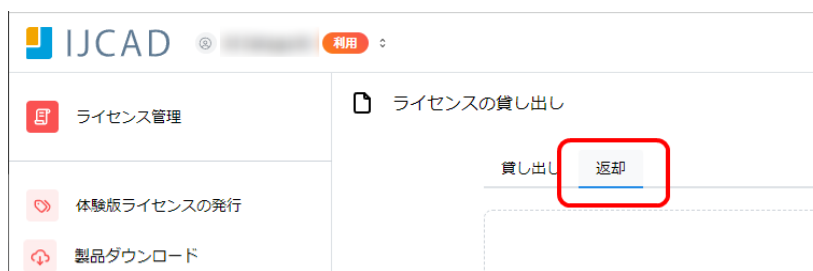 IJCAD 利用
ライセンス管理
ライセンスの貸し出し
貸し出し 返却
体験版ライセンスの発行
製品ダウンロード